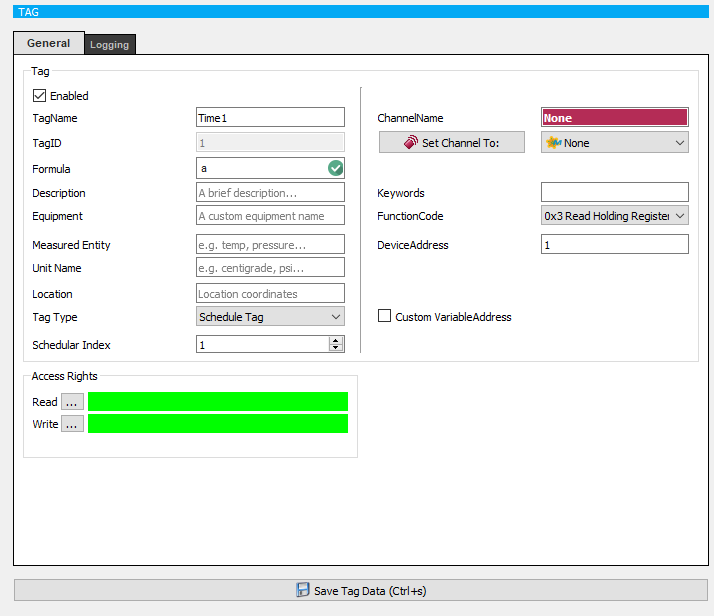 TAG
General
Logging
Tag
Enabled
TagName
Time1
TagID
1
Formula
a
Description
A brief description...
Equipment
A custom equipment name
Measured Entity
e.g. temp, pressure...
Unit Name
e.g. centigrade, psi...
Location
Location coordinates
Tag Type
Schedule Tag
Schedular Index
1
ChannelName
None
Set Channel To:
None
Keywords
FunctionCode
0x3 Read Holding Register
DeviceAddress
1
Custom VariableAddress
Access Rights
Read
...
Write
...
Save Tag Data (Ctrl+s)